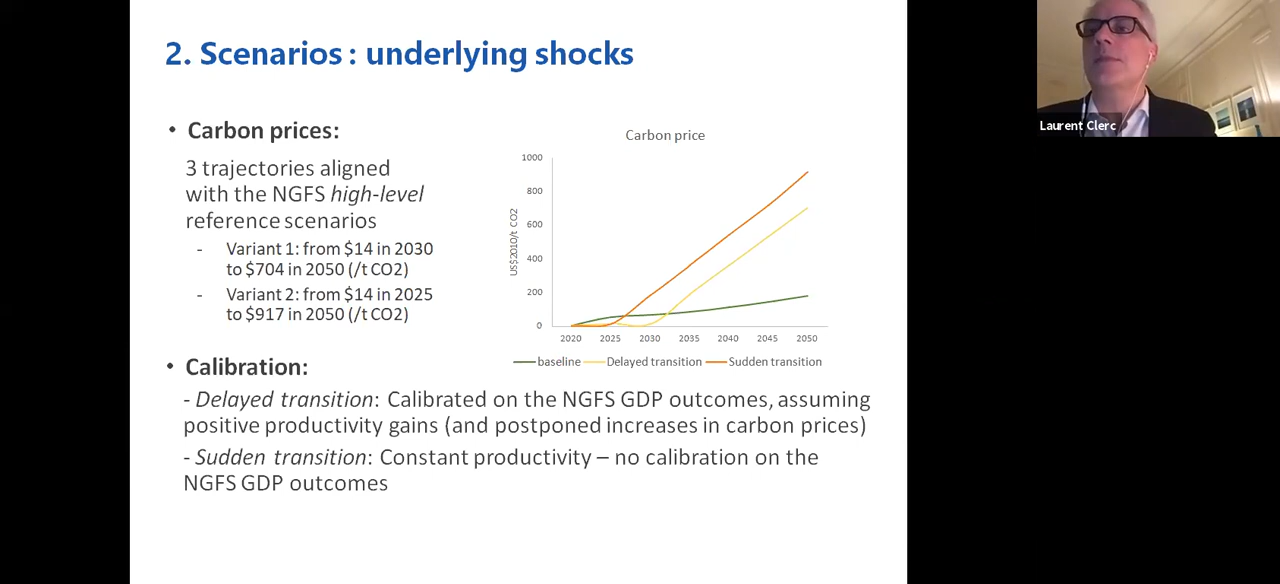 2. Scenarios : underlying shocks
• Carbon prices:
3 trajectories aligned
with the NGFS high-level
reference scenarios
- Variant 1: from $14 in 2030
to $704 in 2050 (/t CO2)
- Variant 2: from $14 in 2025
to $917 in 2050 (/t CO2)
Carbon price
US$2010/t CO2
1000
800
600
400
200
0
2020 2025 2030 2035 2040 2045 2050
baseline Delayed transition Sudden transition
• Calibration:
- Delayed transition: Calibrated on the NGFS GDP outcomes, assuming
positive productivity gains (and postponed increases in carbon prices)
- Sudden transition: Constant productivity – no calibration on the
NGFS GDP outcomes
Laurent Clerc